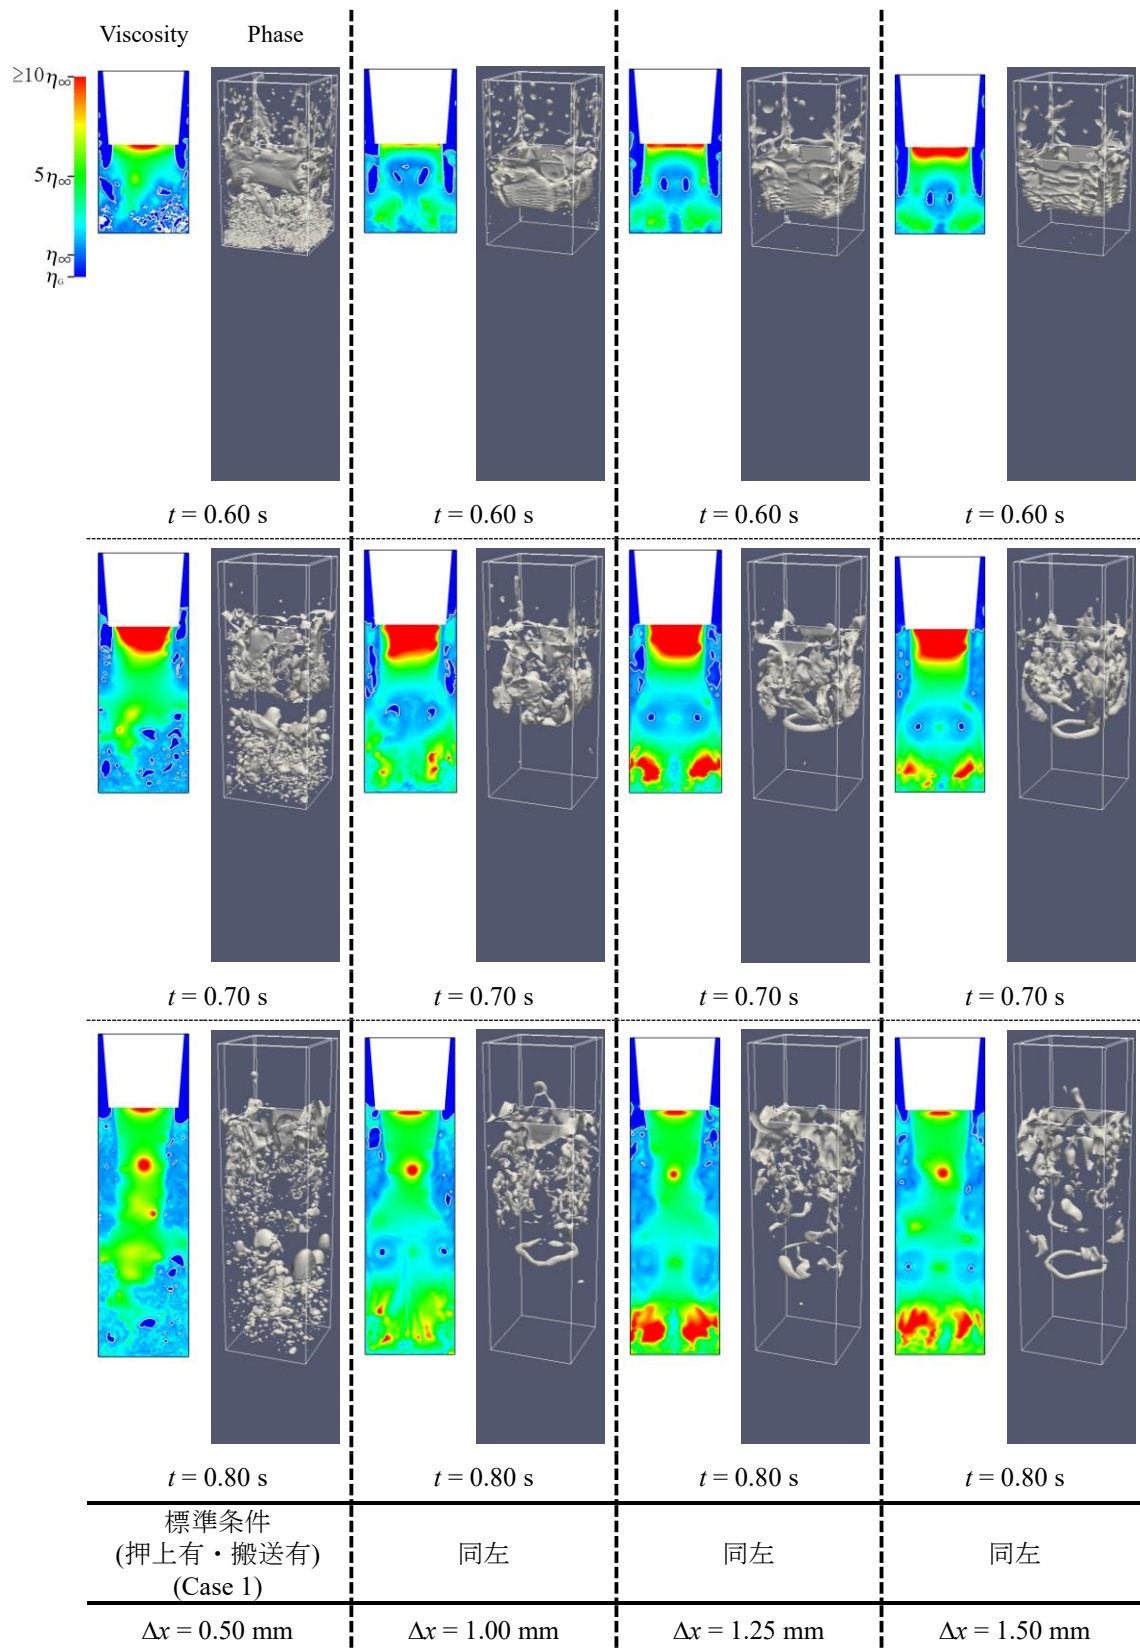 Viscosity Phase
≥10 η∞
5 η∞
η∞
ηG
t = 0.60 s t = 0.60 s t = 0.60 s t = 0.60 s
t = 0.70 s t = 0.70 s t = 0.70 s t = 0.70 s
t = 0.80 s t = 0.80 s t = 0.80 s t = 0.80 s
標準条件
(押上有・搬送有) 同左 同左 同左
(Case 1)
Δx = 0.50 mm Δx = 1.00 mm Δx = 1.25 mm Δx = 1.50 mm